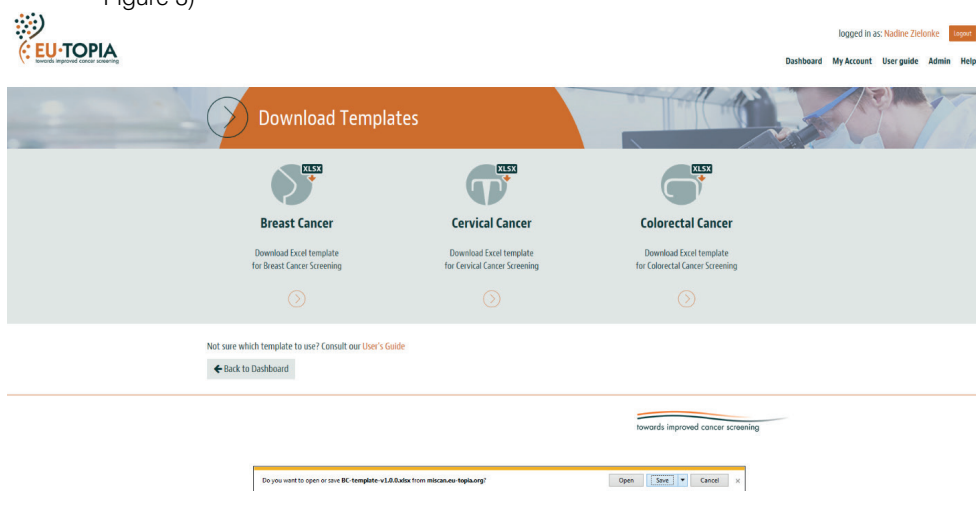 Figure 3)
EU-TOPIA
towards improved cancer screening
logged in as: Nadine Zielonke Logout
Dashboard My Account User guide Admin Help
Download Templates
XLSX XLSX XLSX
Breast Cancer Cervical Cancer Colorectal Cancer
Download Excel template Download Excel template Download Excel template
for Breast Cancer Screening for Cervical Cancer Screening for Colorectal Cancer Screening
Not sure which template to use? Consult our User's Guide
Back to Dashboard
towards improved cancer screening
Do you want to open or save BC-template-v1.0.0.xlsx from miscan.eu-topia.org? Open Save Cancel ×